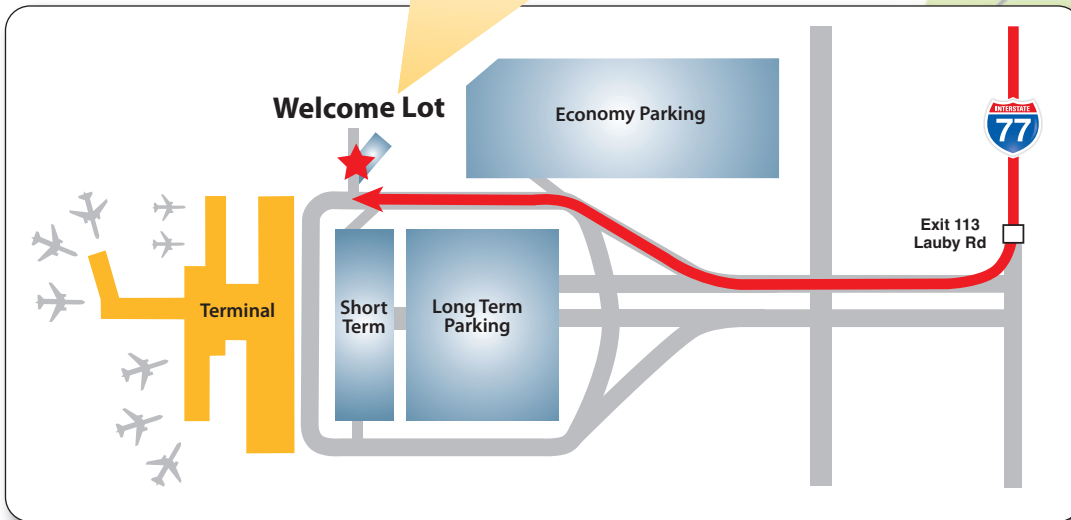 Welcome Lot
Economy Parking
INTERSTATE
77
Exit 113
Lauby Rd
Terminal
Short
Term
Long Term
Parking